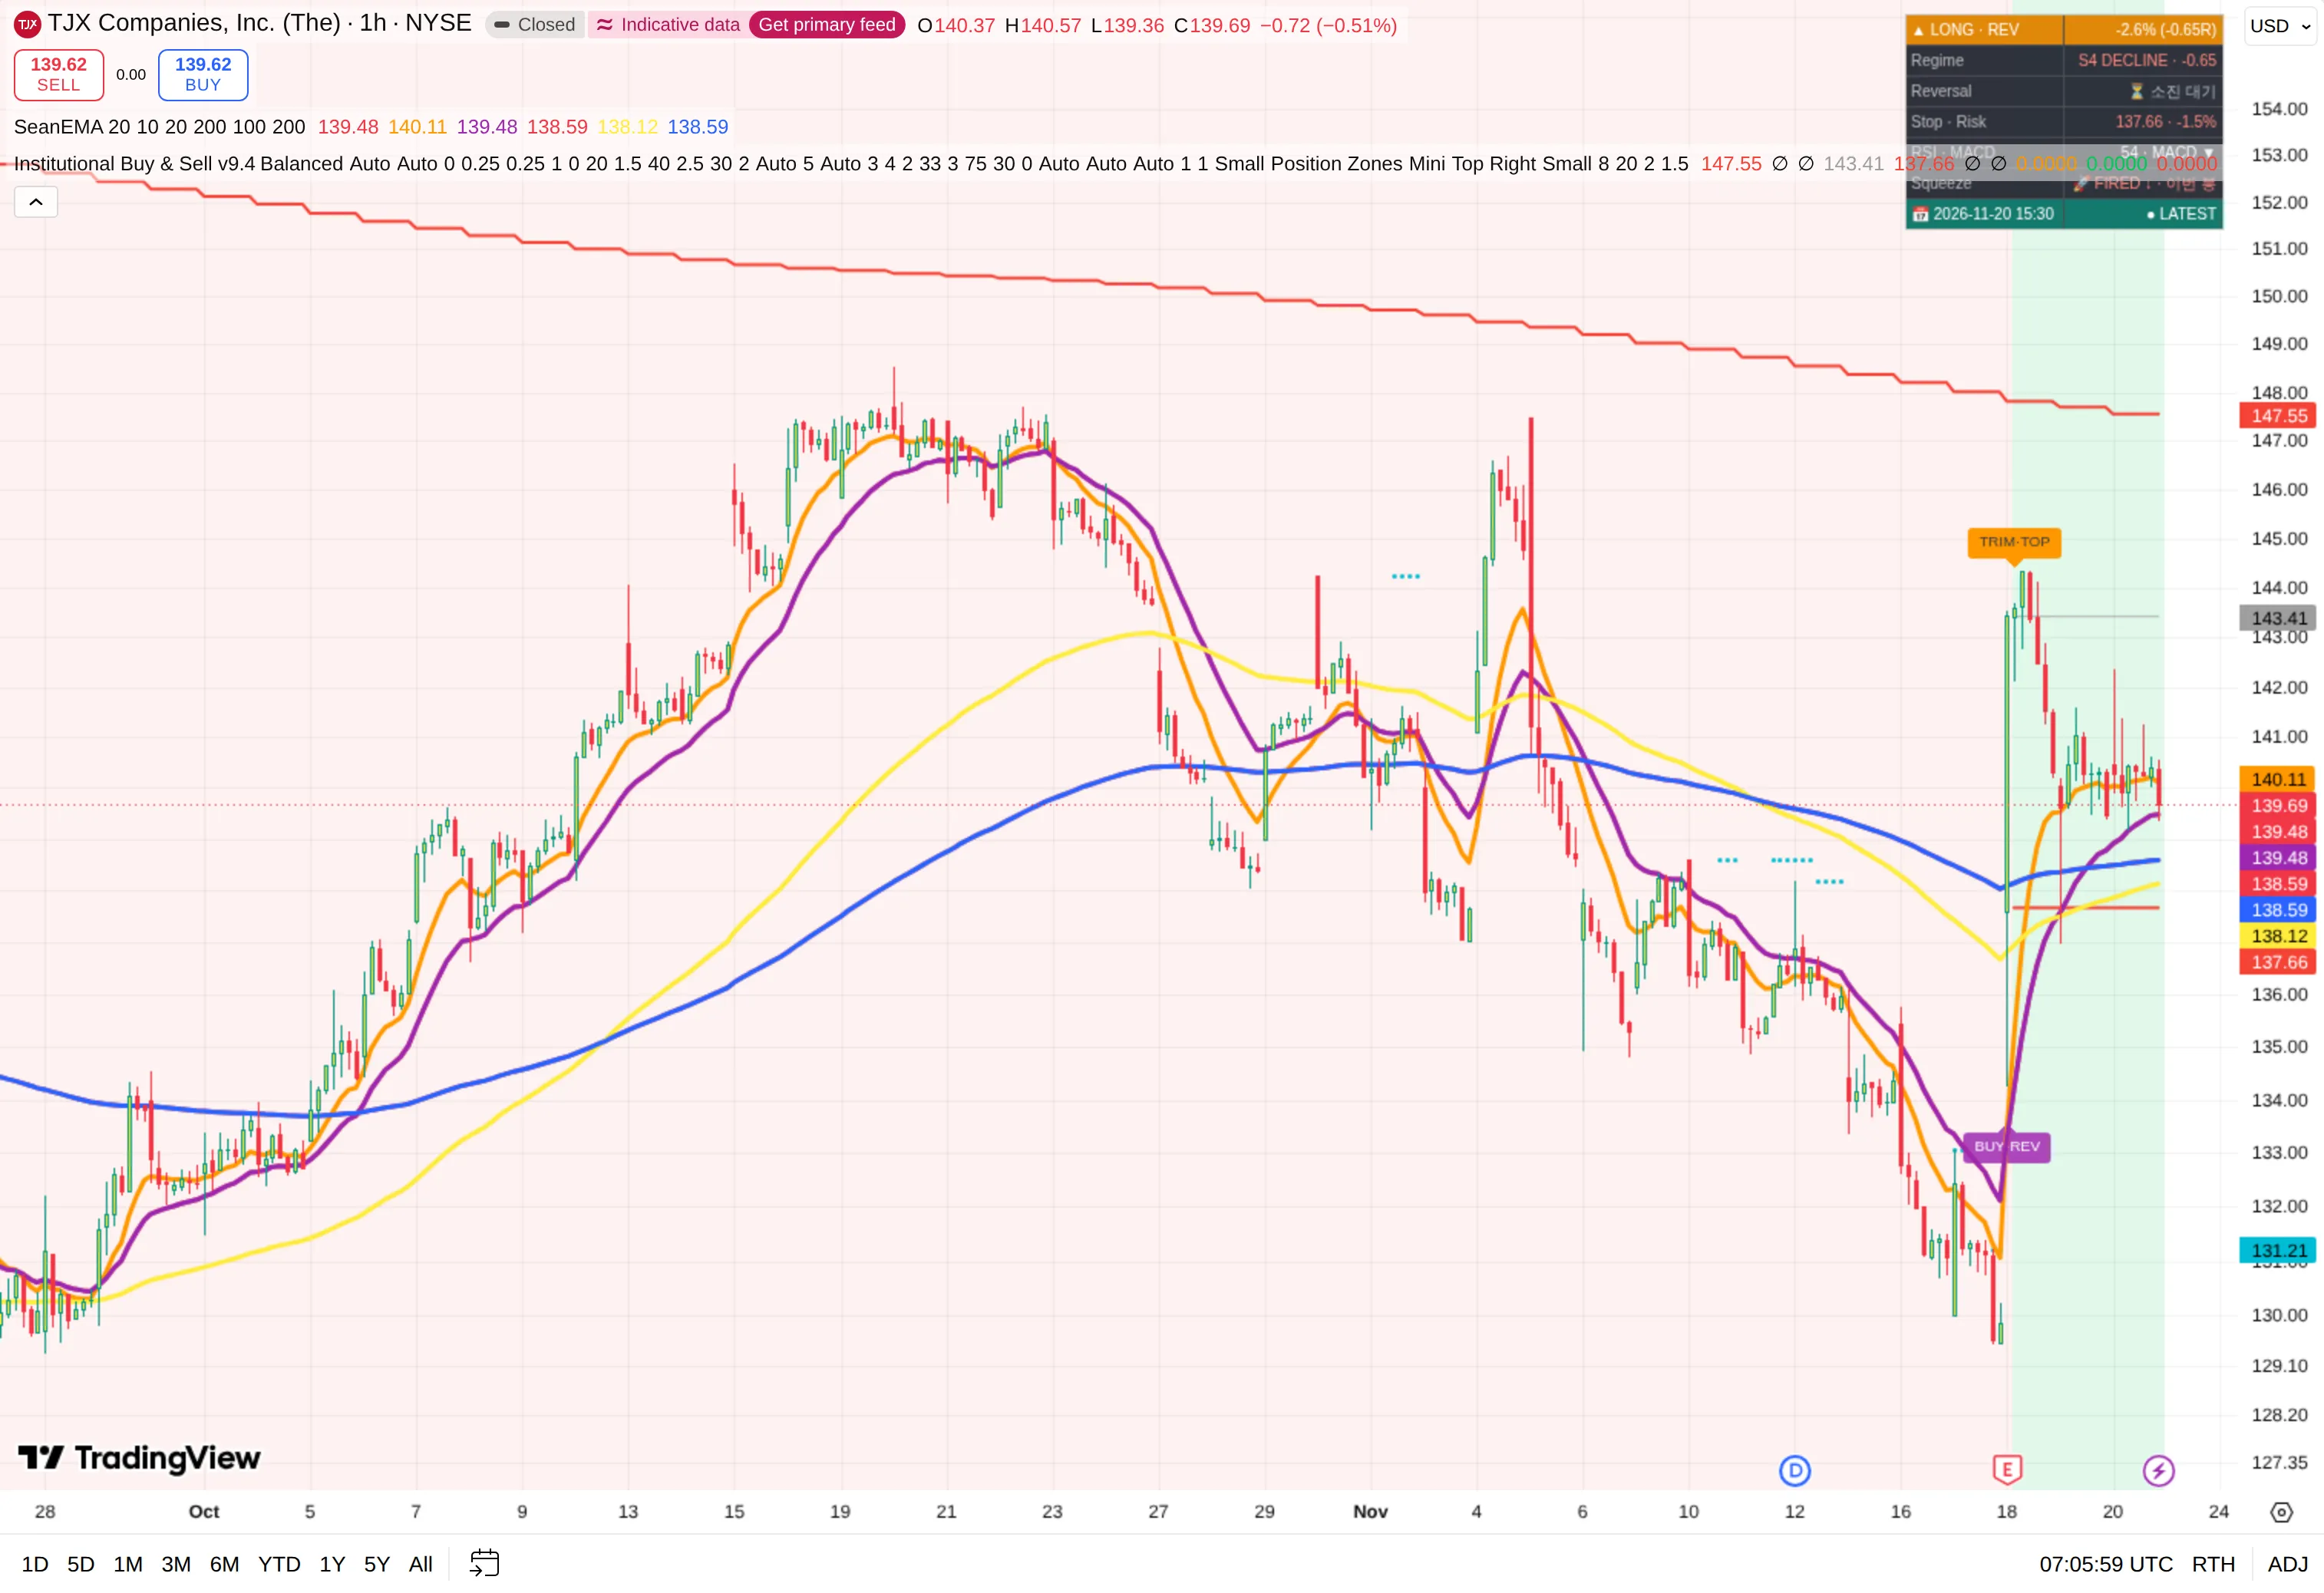 TJX Companies, Inc. (The) · 1h · NYSE Closed Indicative data Get primary feed O140.37 H140.57 L139.36 C139.69 −0.72 (−0.51%)
139.62 SELL 0.00 139.62 BUY
SeanEMA 20 10 20 200 100 200 139.48 140.11 139.48 138.59 138.12 138.59
Institutional Buy & Sell v9.4 Balanced Auto Auto 0 0.25 0.25 1 0 20 1.5 40 2.5 30 2 Auto 5 Auto 3 4 2 33 3 75 30 0 Auto Auto Auto 1 1 Small Position Zones Mini Top Right Small 8 20 2 1.5 147.55 ∅ ∅ 143.41 137.66 ∅ ∅ 0.0000 0.0000 0.0000
▲ LONG · REV -2.6% (-0.65R)
Regime S4 DECLINE · -0.65
Reversal ⏳ 소진 대기
Stop · Risk 137.66 · -1.5%
RSI · MACD 54 · MACD ▼
Squeeze 🚀 FIRED ↓ · 이번 봉
📅 2026-11-20 15:30 ● LATEST
USD
154.00
153.00
152.00
151.00
150.00
149.00
148.00
147.55
147.00
146.00
145.00
144.00
143.41
143.00
142.00
141.00
140.11
139.69
139.48
139.48
138.59
138.59
138.12
137.66
136.00
135.00
134.00
133.00
132.00
131.21
131.00
130.00
129.10
128.20
127.35
TRIM·TOP
BUY·REV
TradingView
D
E
28 Oct 5 7 9 13 15 19 21 23 27 29 Nov 4 6 10 12 16 18 20 24
1D 5D 1M 3M 6M YTD 1Y 5Y All
07:05:59 UTC RTH ADJ